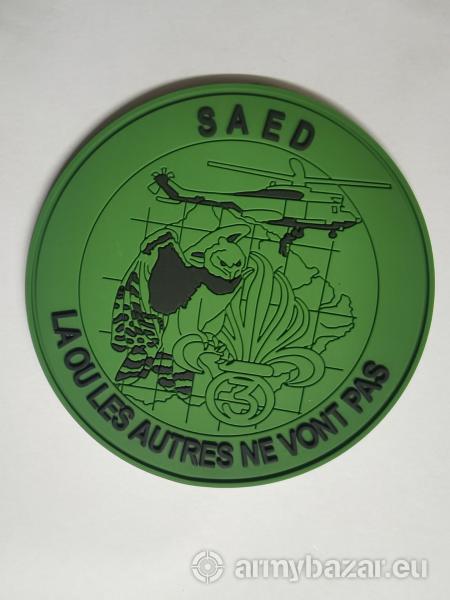 SAED
LA OU LES AUTRES NE VONT PAS
3
armybazar.eu